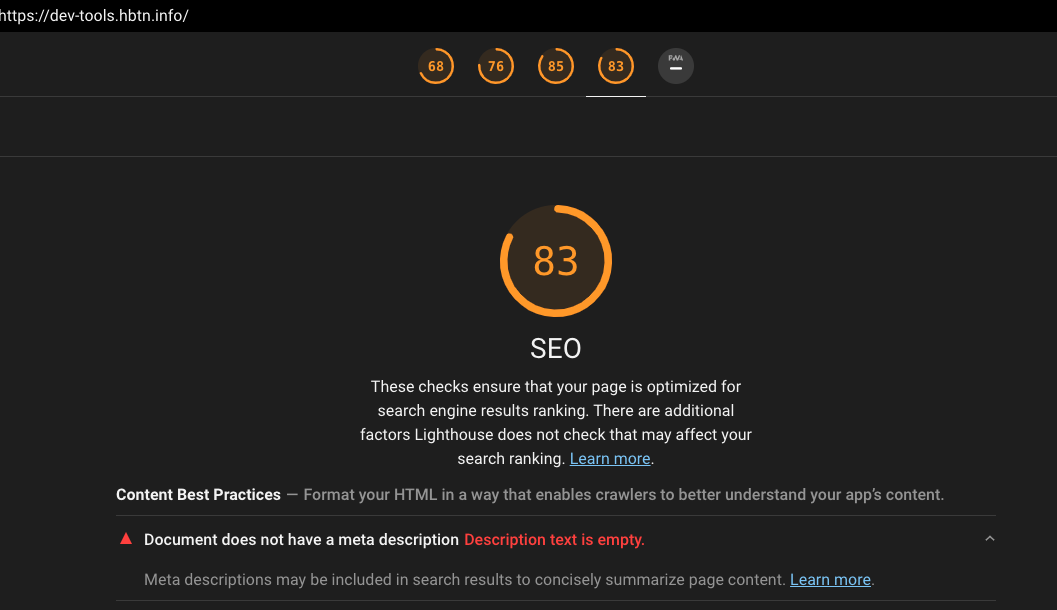 https://dev-tools.hbtn.info/
68 76 85 83 PWA
83
SEO
These checks ensure that your page is optimized for
search engine results ranking. There are additional
factors Lighthouse does not check that may affect your
search ranking. Learn more.
Content Best Practices — Format your HTML in a way that enables crawlers to better understand your app's content.
Document does not have a meta description Description text is empty.
Meta descriptions may be included in search results to concisely summarize page content. Learn more.